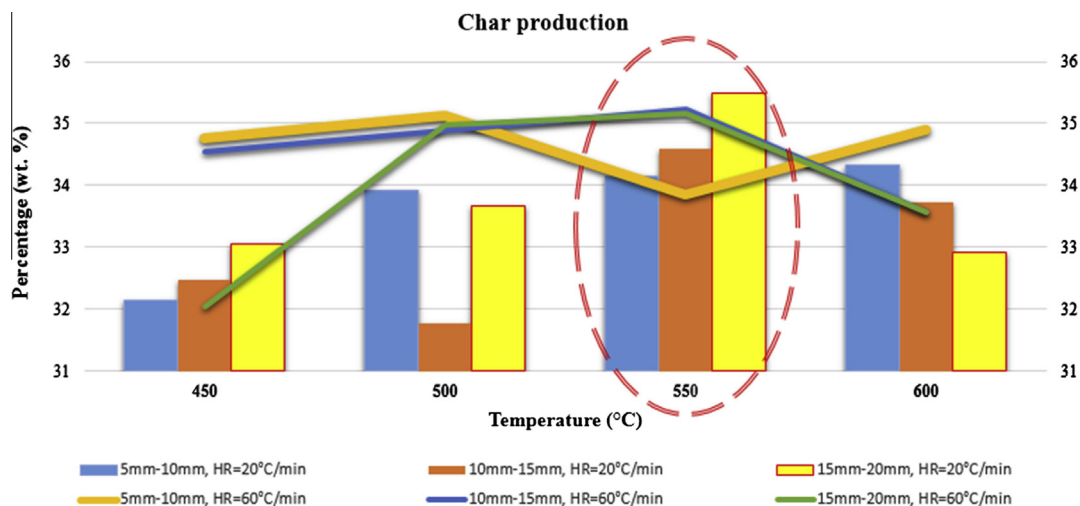 Char production
Percentage (wt. %)
36
35
34
33
32
31
36
35
34
33
32
31
450 500 550 600
Temperature (°C)
5mm-10mm, HR=20°C/min 10mm-15mm, HR=20°C/min 15mm-20mm, HR=20°C/min
5mm-10mm, HR=60°C/min 10mm-15mm, HR=60°C/min 15mm-20mm, HR=60°C/min